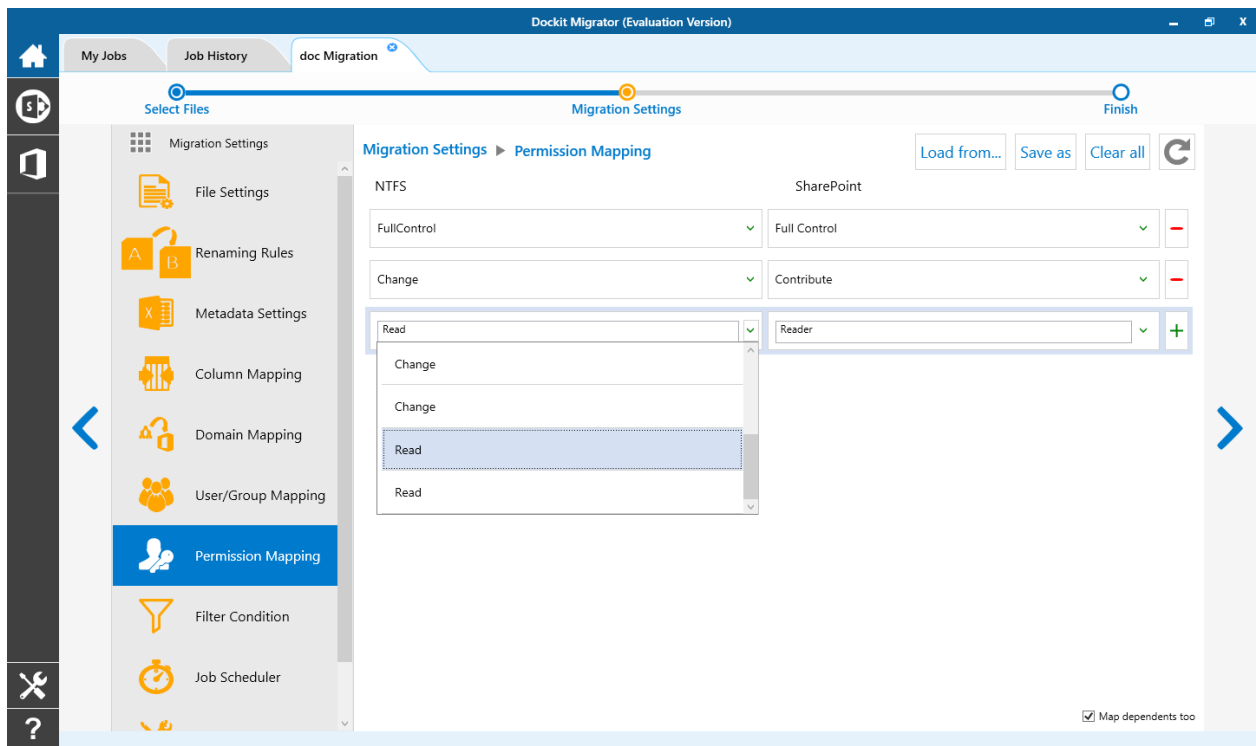 Dockit Migrator (Evaluation Version)
My Jobs
Job History
doc Migration
Select Files
Migration Settings
Finish
Migration Settings
File Settings
A B
Renaming Rules
X
Metadata Settings
Column Mapping
Domain Mapping
User/Group Mapping
Permission Mapping
Filter Condition
Job Scheduler
Migration Settings ▶ Permission Mapping
Load from...
Save as
Clear all
NTFS
SharePoint
FullControl
Full Control
Change
Contribute
Read
Reader
Change
Change
Read
Read
Map dependents too
S
?